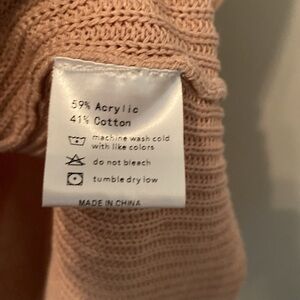 59% Acrylic
41% Cotton
machine wash cold
with like colors
do not bleach
tumble dry low
MADE IN CHINA